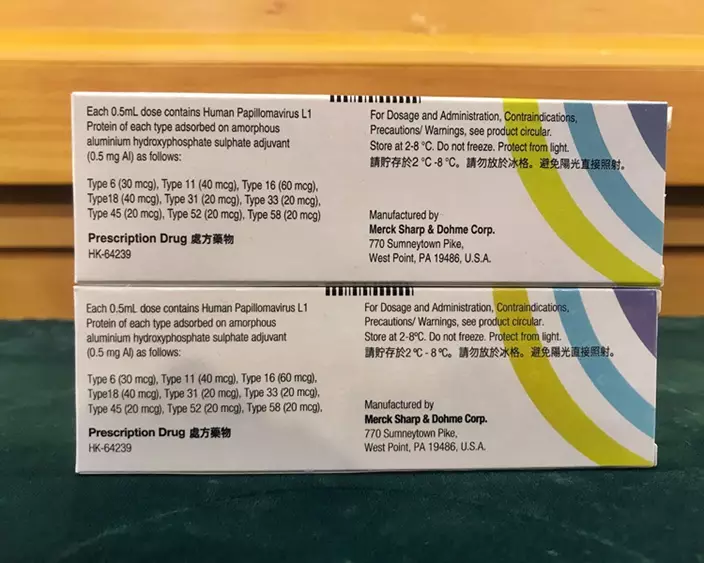 Each 0.5mL dose contains Human Papillomavirus L1
Protein of each type adsorbed on amorphous
aluminium hydroxyphosphate sulphate adjuvant
(0.5 mg Al) as follows:
Type 6 (30 mcg), Type 11 (40 mcg), Type 16 (60 mcg),
Type18 (40 mcg), Type 31 (20 mcg), Type 33 (20 mcg),
Type 45 (20 mcg), Type 52 (20 mcg), Type 58 (20 mcg)
Prescription Drug 處方藥物
HK-64239
For Dosage and Administration, Contraindications,
Precautions/ Warnings, see product circular.
Store at 2-8 °C. Do not freeze. Protect from light.
請貯存於2 °C -8°C。請勿放於冰格。避免陽光直接照射。
Manufactured by
Merck Sharp & Dohme Corp.
770 Sumneytown Pike,
West Point, PA 19486, U.S.A.
Each 0.5mL dose contains Human Papillomavirus L1
Protein of each type adsorbed on amorphous
aluminium hydroxyphosphate sulphate adjuvant
(0.5 mg Al) as follows:
Type 6 (30 mcg), Type 11 (40 mcg), Type 16 (60 mcg),
Type18 (40 mcg), Type 31 (20 mcg), Type 33 (20 mcg),
Type 45 (20 mcg), Type 52 (20 mcg), Type 58 (20 mcg).
Prescription Drug 處方藥物
HK-64239
For Dosage and Administration, Contraindications,
Precautions/ Warnings, see product circular.
Store at 2-8ºC. Do not freeze. Protect from light.
請貯存於2 ºC - 8ºC。請勿放於冰格。避免陽光直接照射。
Manufactured by
Merck Sharp & Dohme Corp.
770 Sumneytown Pike,
West Point, PA 19486, U.S.A.